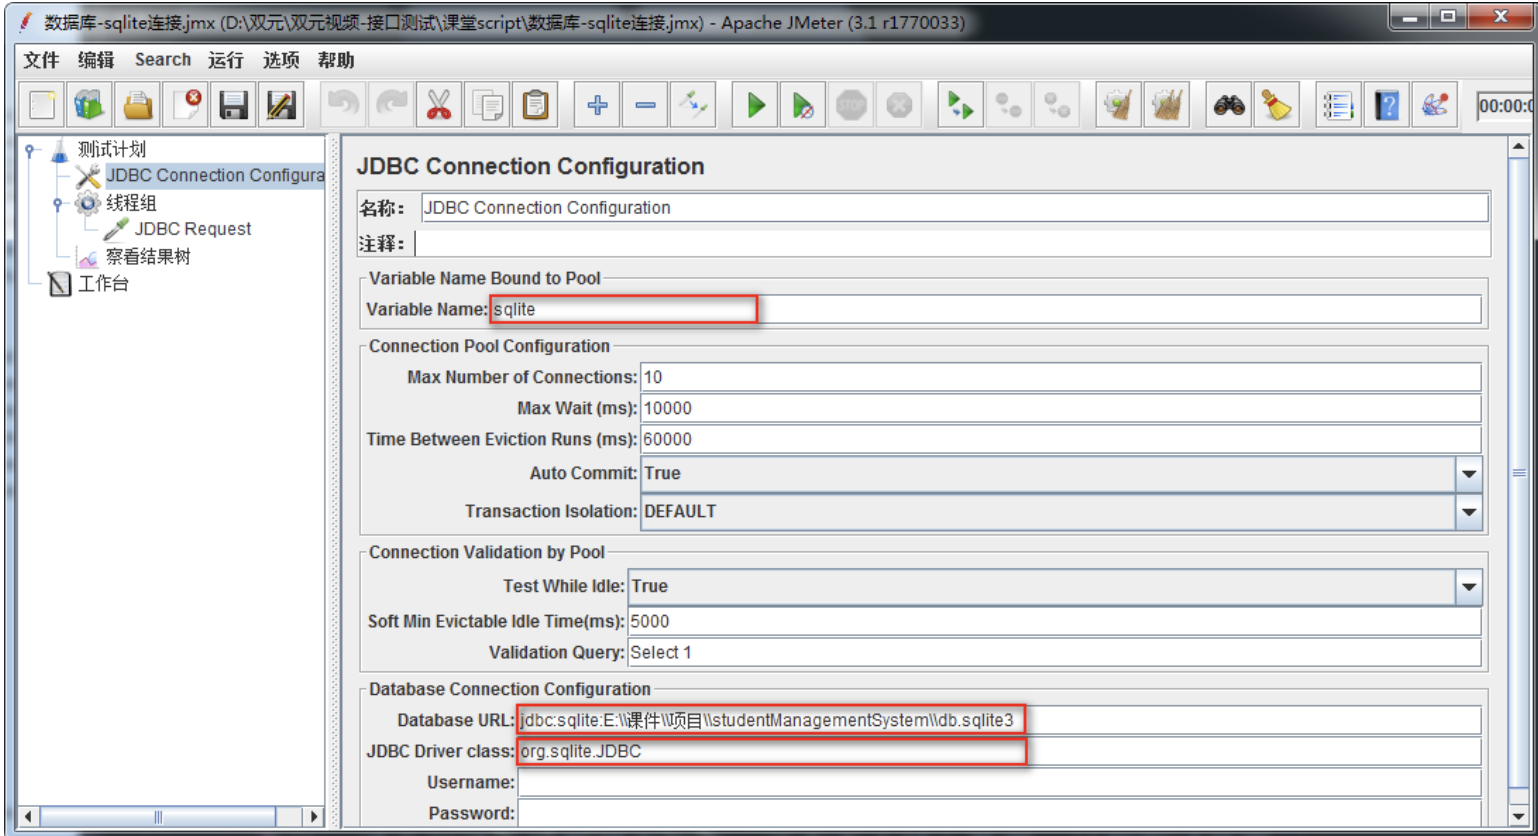 数据库-sqlite连接.jmx (D:\双元\双元视频-接口测试\课堂script\数据库-sqlite连接.jmx) - Apache JMeter (3.1 r1770033)
文件 编辑 Search 运行 选项 帮助
STOP
00:00:0
测试计划
JDBC Connection Configura
线程组
JDBC Request
察看结果树
工作台
JDBC Connection Configuration
名称： JDBC Connection Configuration
注释：
Variable Name Bound to Pool
Variable Name: sqlite
Connection Pool Configuration
Max Number of Connections: 10
Max Wait (ms): 10000
Time Between Eviction Runs (ms): 60000
Auto Commit: True
Transaction Isolation: DEFAULT
Connection Validation by Pool
Test While Idle: True
Soft Min Evictable Idle Time(ms): 5000
Validation Query: Select 1
Database Connection Configuration
Database URL: jdbc:sqlite:E:\\课件\\项目\\studentManagementSystem\\db.sqlite3
JDBC Driver class: org.sqlite.JDBC
Username:
Password: